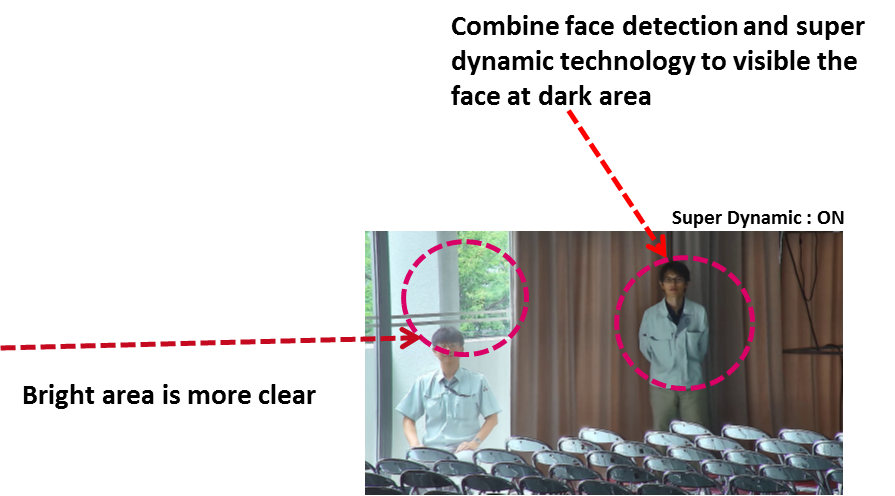 Combine face detection and super
dynamic technology to visible the
face at dark area
Super Dynamic : ON
Bright area is more clear